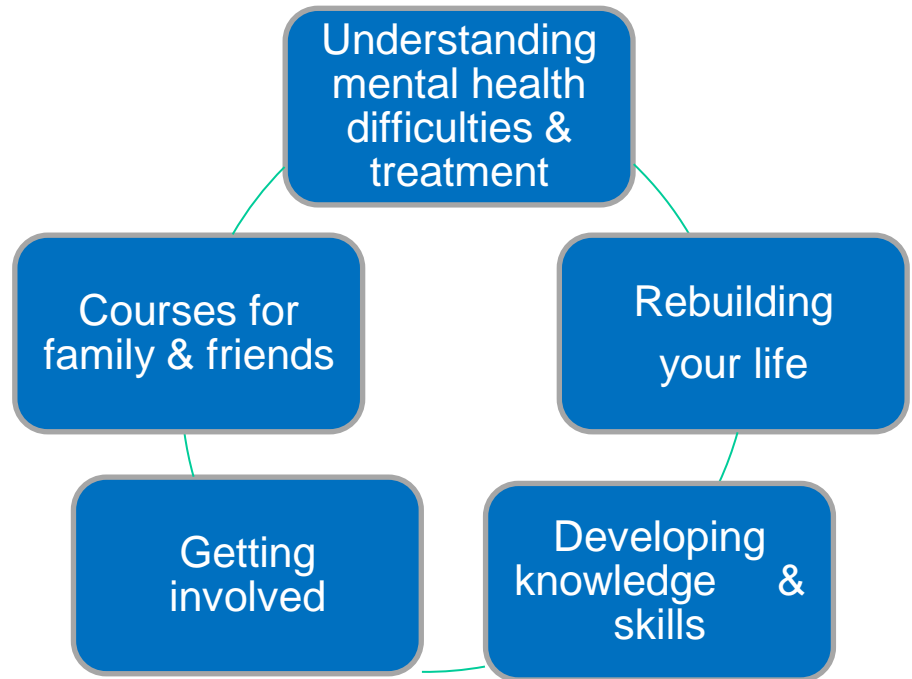 Understanding
mental health
difficulties &
treatment
Rebuilding
your life
Developing
knowledge &
skills
Getting
involved
Courses for
family & friends